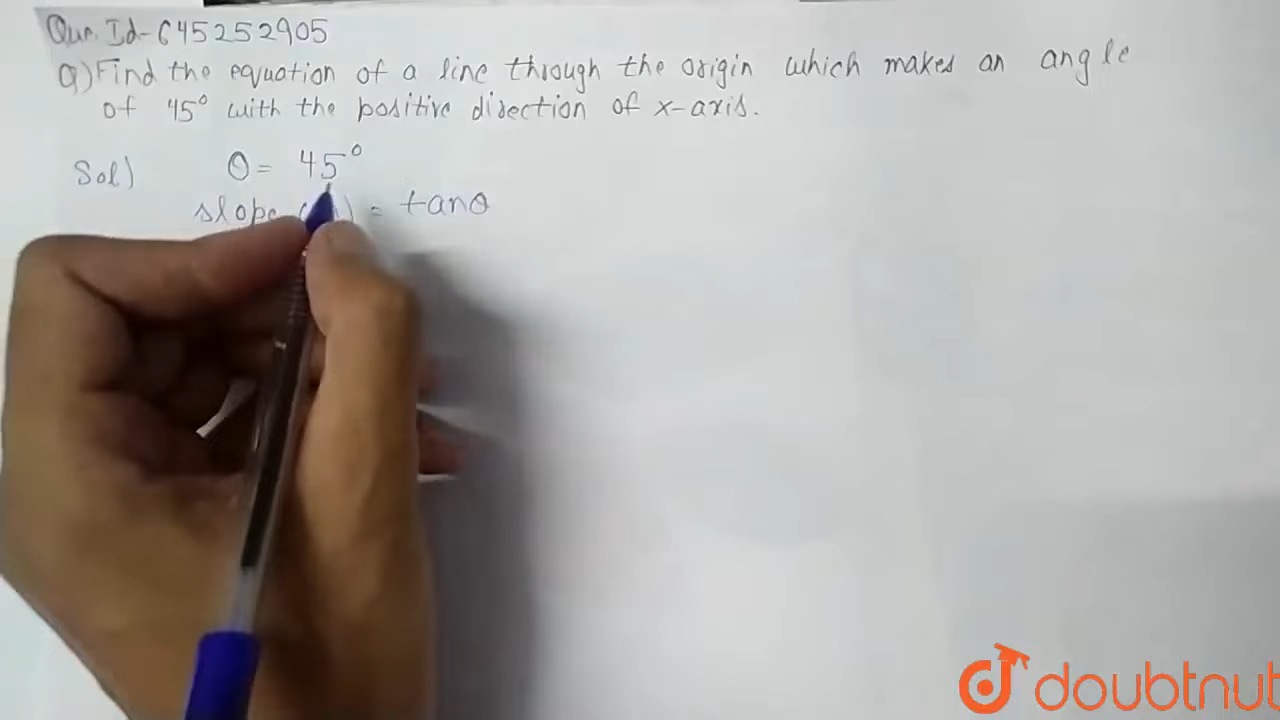 Qun. Id-645252905
Q) Find the equation of a line through the origin which makes an angle
of 45° with the positive direction of x-axis.
Sol) θ = 45°
slope = tanθ
doubtnut